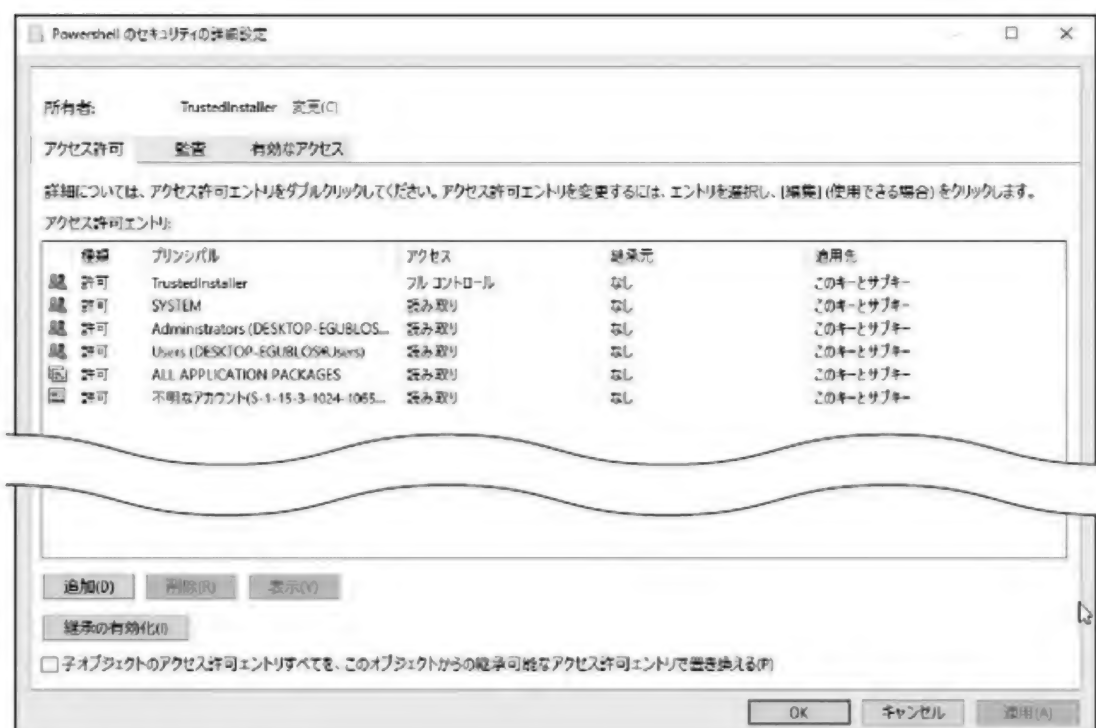 Powershell のセキュリティの詳細設定
所有者: TrustedInstaller 変更(C)
アクセス許可 監査 有効なアクセス
詳細については、アクセス許可エントリをダブルクリックしてください。アクセス許可エントリを変更するには、エントリを選択し、[編集] (使用できる場合) をクリックします。
アクセス許可エントリ:
種類 プリンシパル アクセス 継承元 適用先
許可 TrustedInstaller フル コントロール なし このキーとサブキー
許可 SYSTEM 読み取り なし このキーとサブキー
許可 Administrators (DESKTOP-EGUBLOS... 読み取り なし このキーとサブキー
許可 Users (DESKTOP-EGUBLOS¥Users) 読み取り なし このキーとサブキー
許可 ALL APPLICATION PACKAGES 読み取り なし このキーとサブキー
許可 不明なアカウント(S-1-15-3-1024-1065... 読み取り なし このキーとサブキー
追加(D) 削除(R) 表示(V)
継承の有効化(I)
子オブジェクトのアクセス許可エントリすべてを、このオブジェクトからの継承可能なアクセス許可エントリで置き換える(P)
OK キャンセル 適用(A)